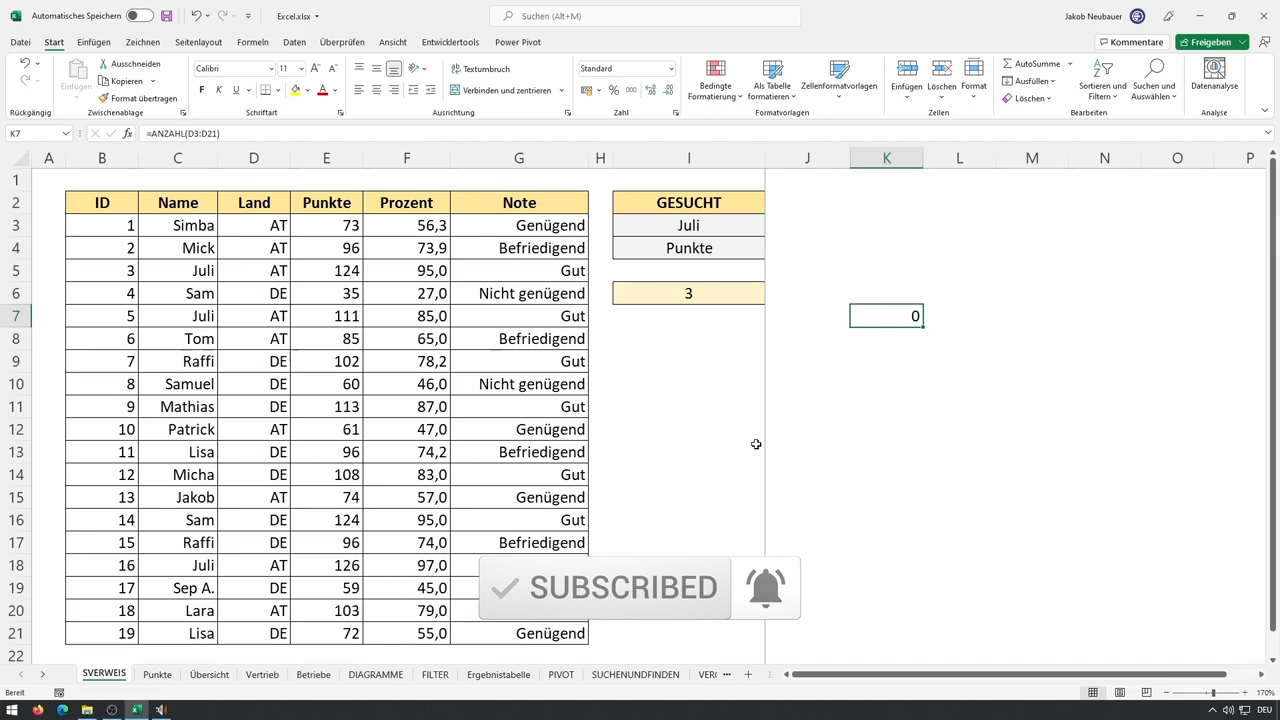 Automatisches Speichern Excel.xlsx Suchen (Alt+M) Jakob Neubauer
Datei Start Einfügen Zeichnen Seitenlayout Formeln Daten Überprüfen Ansicht Entwicklertools Power Pivot Kommentare Freigeben
Ausschneiden Calibri 11 Textumbruch Standard AutoSumme
Einfügen Kopieren Ausfüllen
Format übertragen F K U Verbinden und zentrieren Löschen
Bedingte Formatierung Als Tabelle formatieren Zellenformatvorlagen Einfügen Löschen Format Sortieren und Filtern Suchen und Auswählen Datenanalyse
Rückgängig Zwischenablage Schriftart Ausrichtung Zahl Formatvorlagen Zellen Bearbeiten Analyse
K7 fx =ANZAHL(D3:D21)
A B C D E F G H I J K L M N O P
1
2 ID Name Land Punkte Prozent Note GESUCHT
3 1 Simba AT 73 56,3 Genügend Juli
4 2 Mick AT 96 73,9 Befriedigend Punkte
5 3 Juli AT 124 95,0 Gut
6 4 Sam DE 35 27,0 Nicht genügend 3
7 5 Juli AT 111 85,0 Gut 0
8 6 Tom AT 85 65,0 Befriedigend
9 7 Raffi DE 102 78,2 Gut
10 8 Samuel DE 60 46,0 Nicht genügend
11 9 Mathias DE 113 87,0 Gut
12 10 Patrick AT 61 47,0 Genügend
13 11 Lisa DE 96 74,2 Befriedigend
14 12 Micha DE 108 83,0 Gut
15 13 Jakob AT 74 57,0 Genügend
16 14 Sam DE 124 95,0 Gut
17 15 Raffi DE 96 74,0 Befriedigend
18 16 Juli AT 126 97,0
19 17 Sep A. DE 59 45,0 SUBSCRIBED
20 18 Lara AT 103 79,0
21 19 Lisa DE 72 55,0 Genügend
22
SVERWEIS Punkte Übersicht Vertrieb Betriebe DIAGRAMME FILTER Ergebnistabelle PIVOT SUCHENUNDFINDEN VERG ...
Bereit 170%
DEU